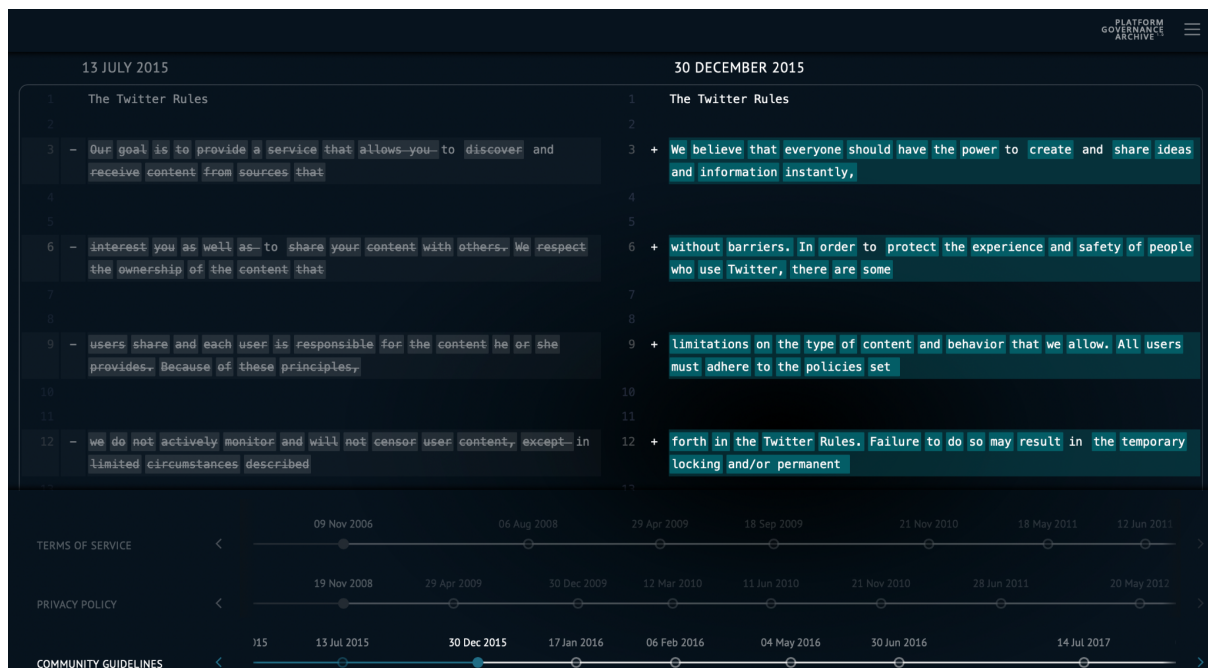 PLATFORM
GOVERNANCE
ARCHIVE
13 JULY 2015
30 DECEMBER 2015
1 The Twitter Rules
2
3 - Our goal is to provide a service that allows you to discover and
receive content from sources that
4
5
6 - interest you as well as to share your content with others. We respect
the ownership of the content that
7
8
9 - users share and each user is responsible for the content he or she
provides. Because of these principles,
10
11
12 - we do not actively monitor and will not censor user content, except in
limited circumstances described
13
1 The Twitter Rules
2
3 + We believe that everyone should have the power to create and share ideas
and information instantly,
4
5
6 + without barriers. In order to protect the experience and safety of people
who use Twitter, there are some
7
8
9 + limitations on the type of content and behavior that we allow. All users
must adhere to the policies set
10
11
12 + forth in the Twitter Rules. Failure to do so may result in the temporary
locking and/or permanent
13
09 Nov 2006 06 Aug 2008 29 Apr 2009 18 Sep 2009 21 Nov 2010 18 May 2011 12 Jun 2011
TERMS OF SERVICE
19 Nov 2008 29 Apr 2009 30 Dec 2009 12 Mar 2010 11 Jun 2010 21 Nov 2010 28 Jun 2011 20 May 2012
PRIVACY POLICY
015 13 Jul 2015 30 Dec 2015 17 Jan 2016 06 Feb 2016 04 May 2016 30 Jun 2016 14 Jul 2017
COMMUNITY GUIDELINES